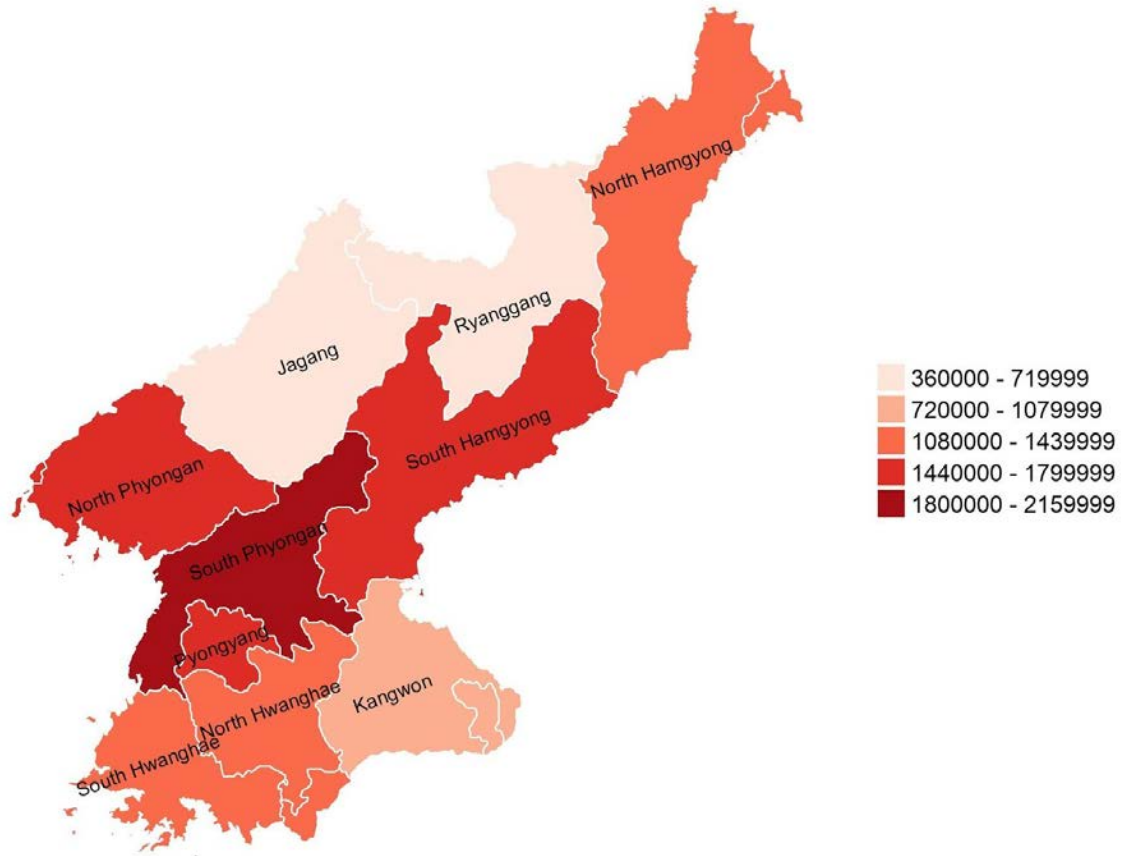 North Hamgyong
Ryanggang
Jagang
South Hamgyong
North Phyongan
South Phyongan
Pyongyang
North Hwanghae
Kangwon
South Hwanghae
360000 - 719999
720000 - 1079999
1080000 - 1439999
1440000 - 1799999
1800000 - 2159999